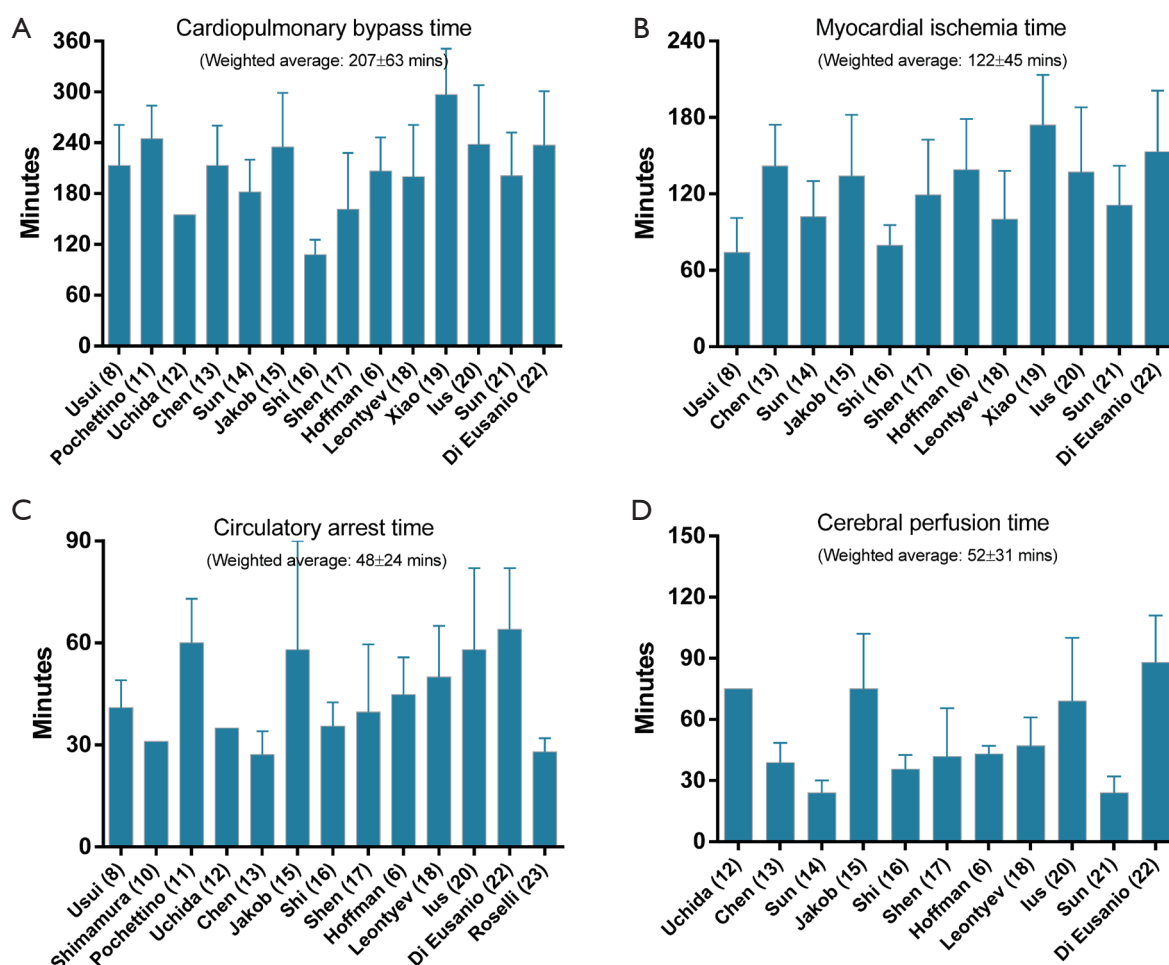 A
Cardiopulmonary bypass time
(Weighted average: 207±63 mins)
Minutes
360
300
240
180
120
60
0
Usui (8)
Pochettino (11)
Uchida (12)
Chen (13)
Sun (14)
Jakob (15)
Shi (16)
Shen (17)
Hoffman (6)
Leontyev (18)
Xiao (19)
Ius (20)
Sun (21)
Di Eusanio (22)
B
Myocardial ischemia time
(Weighted average: 122±45 mins)
Minutes
240
180
120
60
0
Usui (8)
Chen (13)
Sun (14)
Jakob (15)
Shi (16)
Shen (17)
Hoffman (6)
Leontyev (18)
Xiao (19)
Ius (20)
Sun (21)
Di Eusanio (22)
C
Circulatory arrest time
(Weighted average: 48±24 mins)
Minutes
90
60
30
0
Usui (8)
Shimamura (10)
Pochettino (11)
Uchida (12)
Chen (13)
Jakob (15)
Shi (16)
Shen (17)
Hoffman (6)
Leontyev (18)
Ius (20)
Di Eusanio (22)
Roselli (23)
D
Cerebral perfusion time
(Weighted average: 52±31 mins)
Minutes
150
120
90
60
30
0
Uchida (12)
Chen (13)
Sun (14)
Jakob (15)
Shi (16)
Shen (17)
Hoffman (6)
Leontyev (18)
Ius (20)
Sun (21)
Di Eusanio (22)